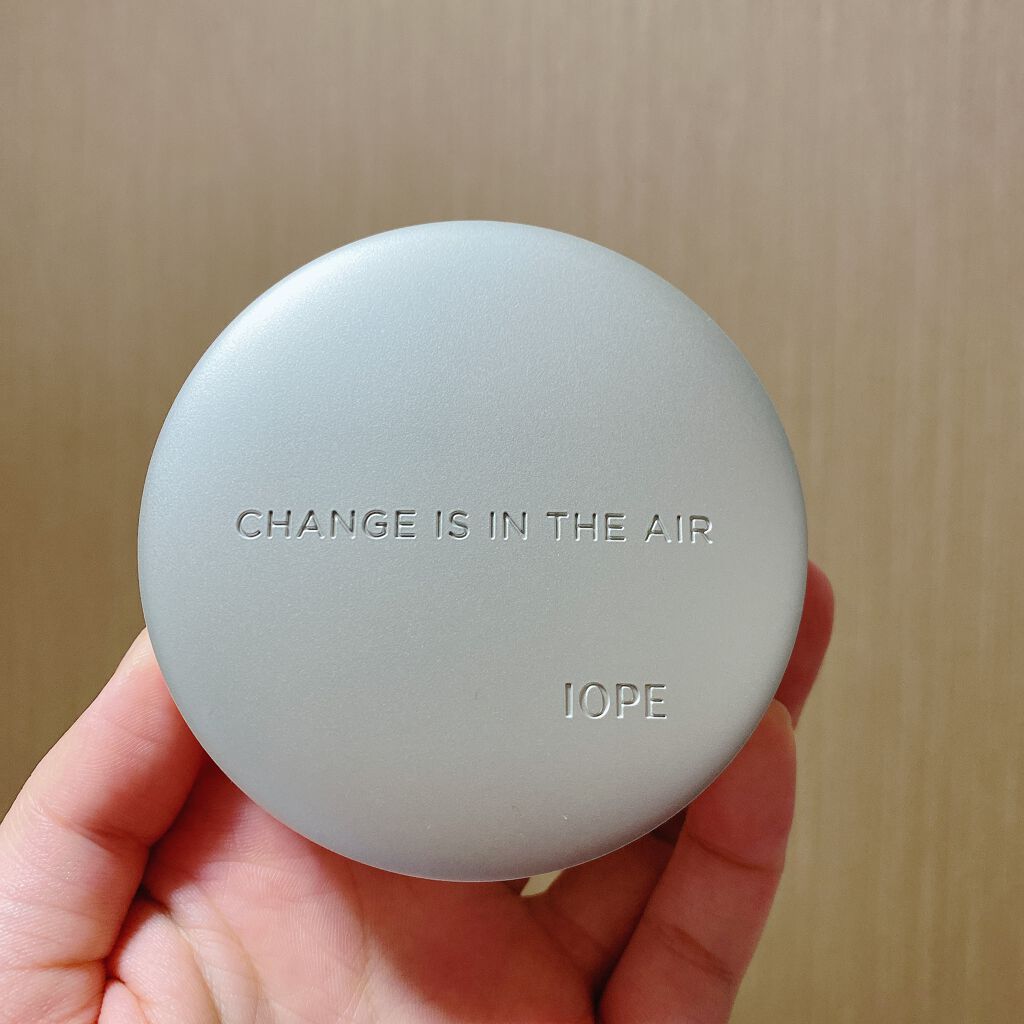 CHANGE IS IN THE AIR
IOPE